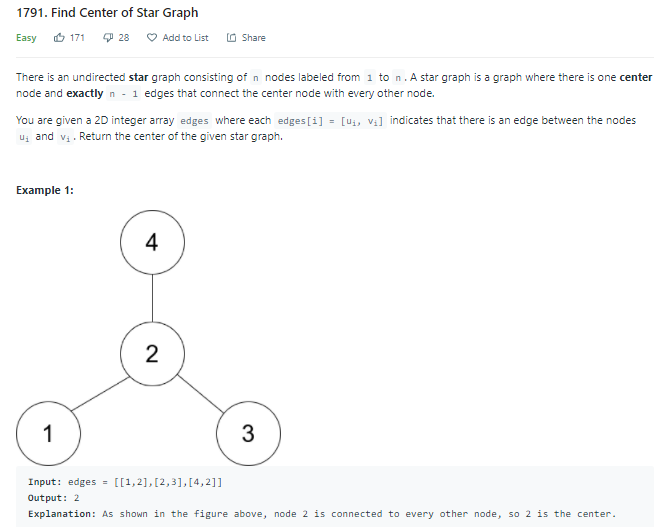 1791. Find Center of Star Graph
Easy 171 28 Add to List Share
There is an undirected star graph consisting of n nodes labeled from 1 to n. A star graph is a graph where there is one center
node and exactly n - 1 edges that connect the center node with every other node.
You are given a 2D integer array edges where each edges[i] = [uᵢ, vᵢ] indicates that there is an edge between the nodes
uᵢ and vᵢ. Return the center of the given star graph.
Example 1:
4
2
1 3
Input: edges = [[1,2],[2,3],[4,2]]
Output: 2
Explanation: As shown in the figure above, node 2 is connected to every other node, so 2 is the center.